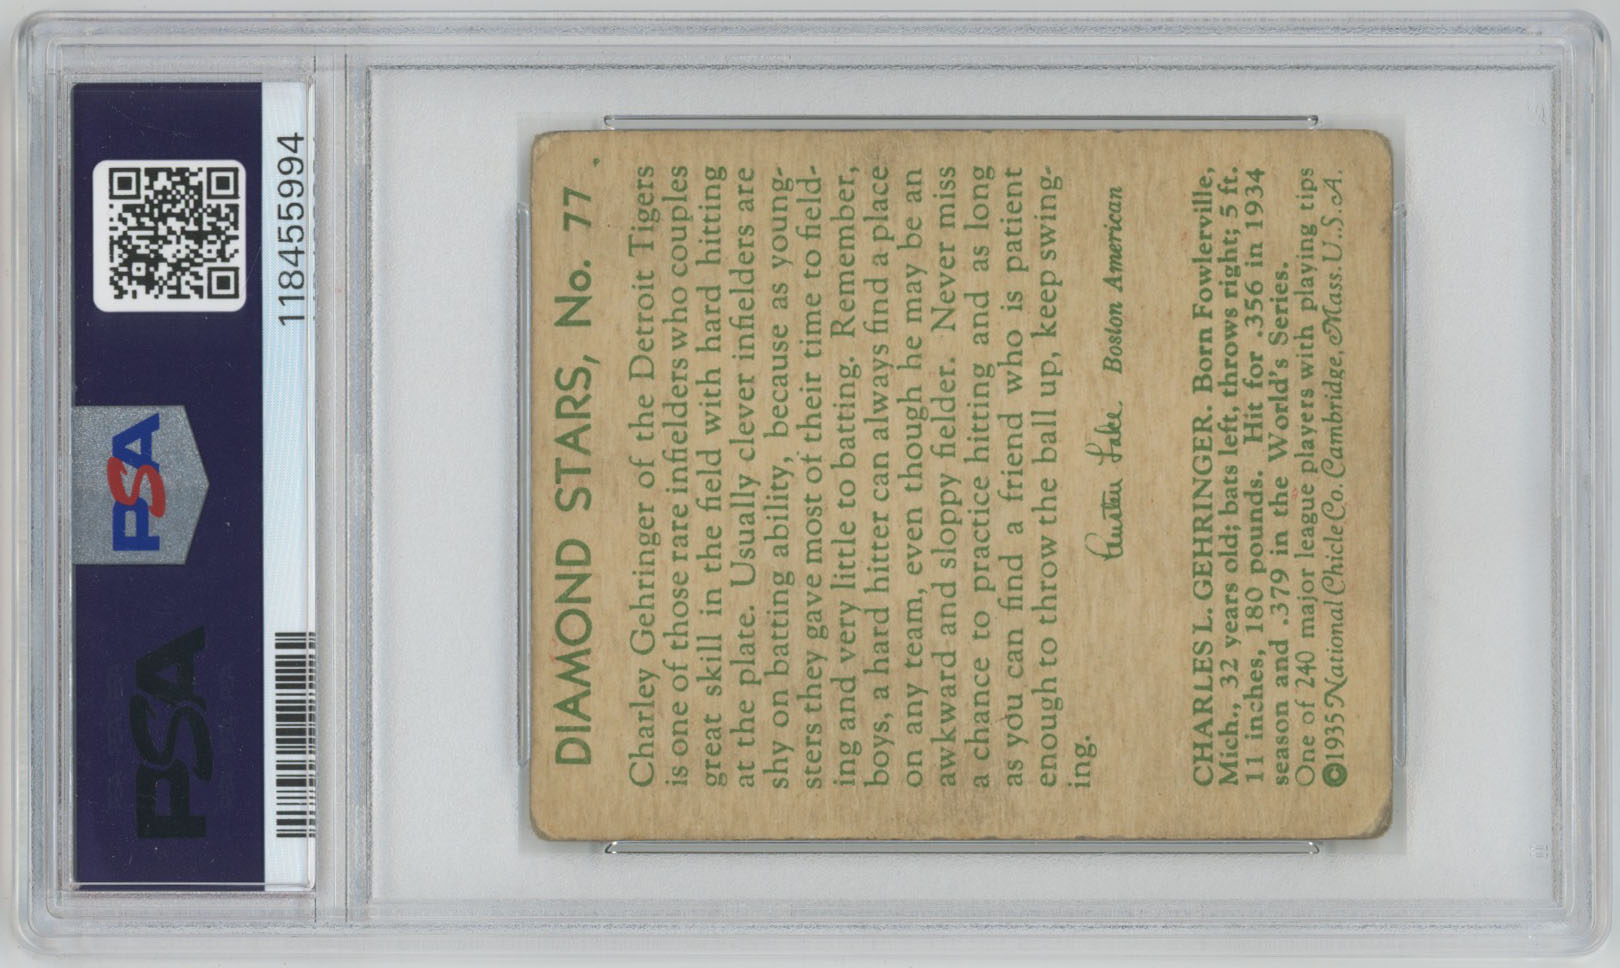 PSA
PSA
118455994
DIAMOND STARS, No. 77
Charley Gehringer of the Detroit Tigers
is one of those rare infielders who couples
great skill in the field with hard hitting
at the plate. Usually clever infielders are
shy on batting ability, because as young-
sters they gave most of their time to field-
ing and very little to batting. Remember,
boys, a hard hitter can always find a place
on any team, even though he may be an
awkward and sloppy fielder. Never miss
a chance to practice hitting and as long
as you can find a friend who is patient
enough to throw the ball up, keep swing-
ing.
Austen Lake Boston American
CHARLES L. GEHRINGER. Born Fowlerville,
Mich., 32 years old; bats left, throws right; 5 ft.
11 inches, 180 pounds. Hit for .356 in 1934
season and .379 in the World's Series.
One of 240 major league players with playing tips
©1935 National Chicle Co. Cambridge, Mass. U.S.A.